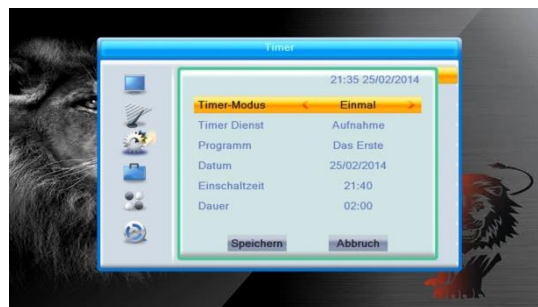 Timer
21:35 25/02/2014
Timer-Modus < Einmal >
Timer Dienst Aufnahme
Programm Das Erste
Datum 25/02/2014
Einschaltzeit 21:40
Dauer 02:00
Speichern Abbruch